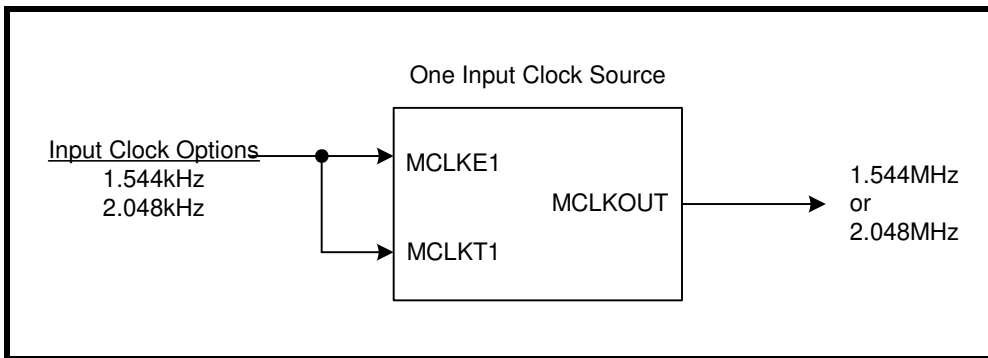 One Input Clock Source
Input Clock Options
1.544kHz
2.048kHz
MCLKE1
MCLKT1
MCLKOUT
1.544MHz
or
2.048MHz